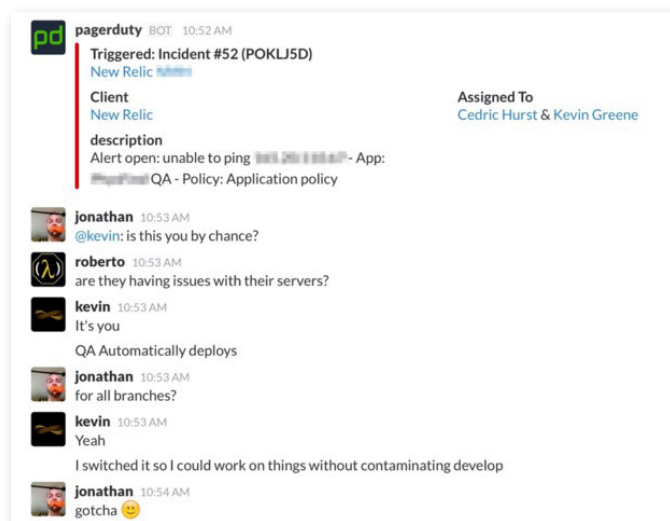 pd
pagerduty BOT 10:52 AM
Triggered: Incident #52 (POKLJ5D)
New Relic
Client
New Relic
Assigned To
Cedric Hurst & Kevin Greene
description
Alert open: unable to ping - App:
QA - Policy: Application policy
jonathan 10:53 AM
@kevin: is this you by chance?
(λ)
roberto 10:53 AM
are they having issues with their servers?
kevin 10:53 AM
It's you
QA Automatically deploys
jonathan 10:53 AM
for all branches?
kevin 10:53 AM
Yeah
I switched it so I could work on things without contaminating develop
jonathan 10:54 AM
gotcha 🙂